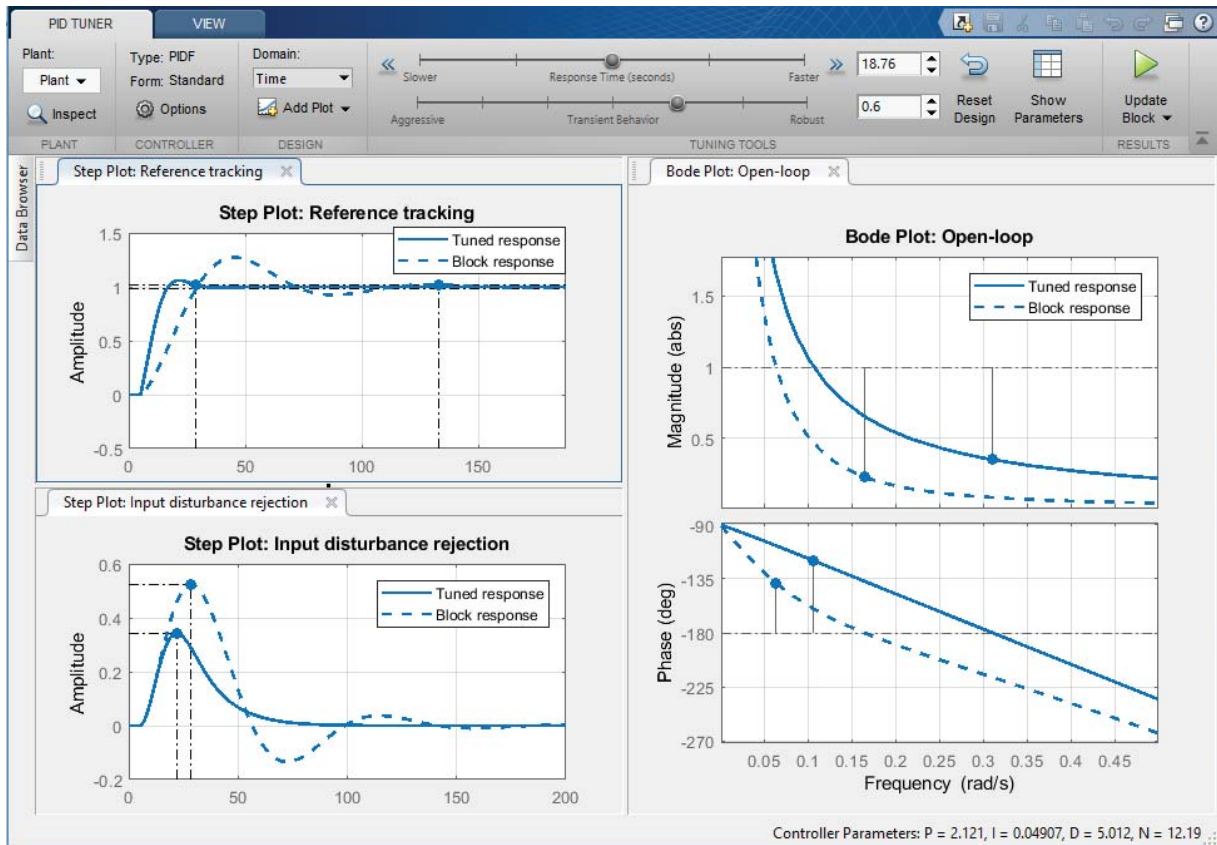 PID TUNER VIEW
Plant:
Plant
Inspect
PLANT
Type: PIDF
Form: Standard
Options
CONTROLLER
Domain:
Time
Add Plot
DESIGN
Slower Response Time (seconds) Faster 18.76
Aggressive Transient Behavior Robust 0.6
Reset
Design
Show
Parameters
TUNING TOOLS
Update
Block
RESULTS
Data Browser
Step Plot: Reference tracking
Step Plot: Reference tracking
Tuned response
Block response
Amplitude
1.5
1
0.5
0
-0.5
0 50 100 150
Step Plot: Input disturbance rejection
Step Plot: Input disturbance rejection
Tuned response
Block response
Amplitude
0.6
0.4
0.2
0
-0.2
0 50 100 150 200
Bode Plot: Open-loop
Bode Plot: Open-loop
Tuned response
Block response
Magnitude (abs)
1.5
1
0.5
Phase (deg)
-90
-135
-180
-225
-270
0.05 0.1 0.15 0.2 0.25 0.3 0.35 0.4 0.45
Frequency (rad/s)
Controller Parameters: P = 2.121, I = 0.04907, D = 5.012, N = 12.19